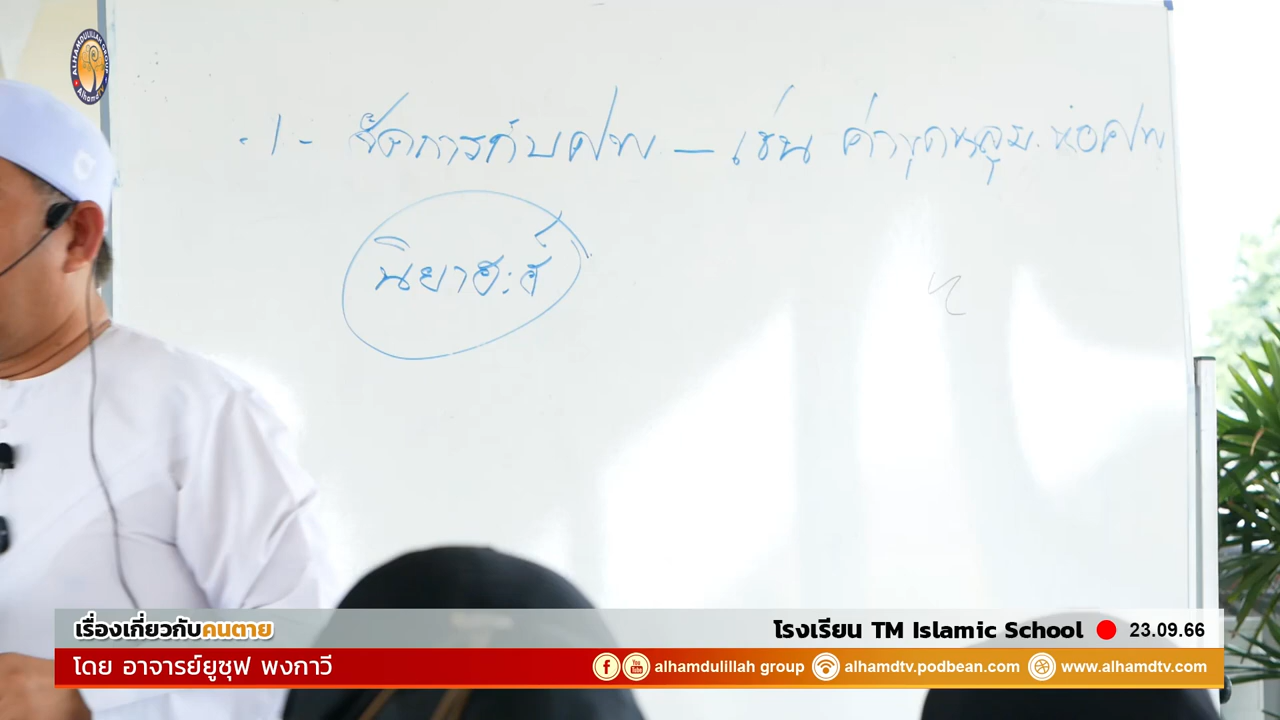 ALHAMDULILLAH GROUP
Alhamdtv
-1- จัดการกับศพ — เช่น ค่าขุดหลุม ห่อศพ
นิยาฮะฮ์
เรื่องเกี่ยวกับคนตาย
โรงเรียน TM Islamic School 23.09.66
โดย อาจารย์ยูซุฟ พงกาวี
alhamdulillah group alhamdtv.podbean.com www.alhamdtv.com